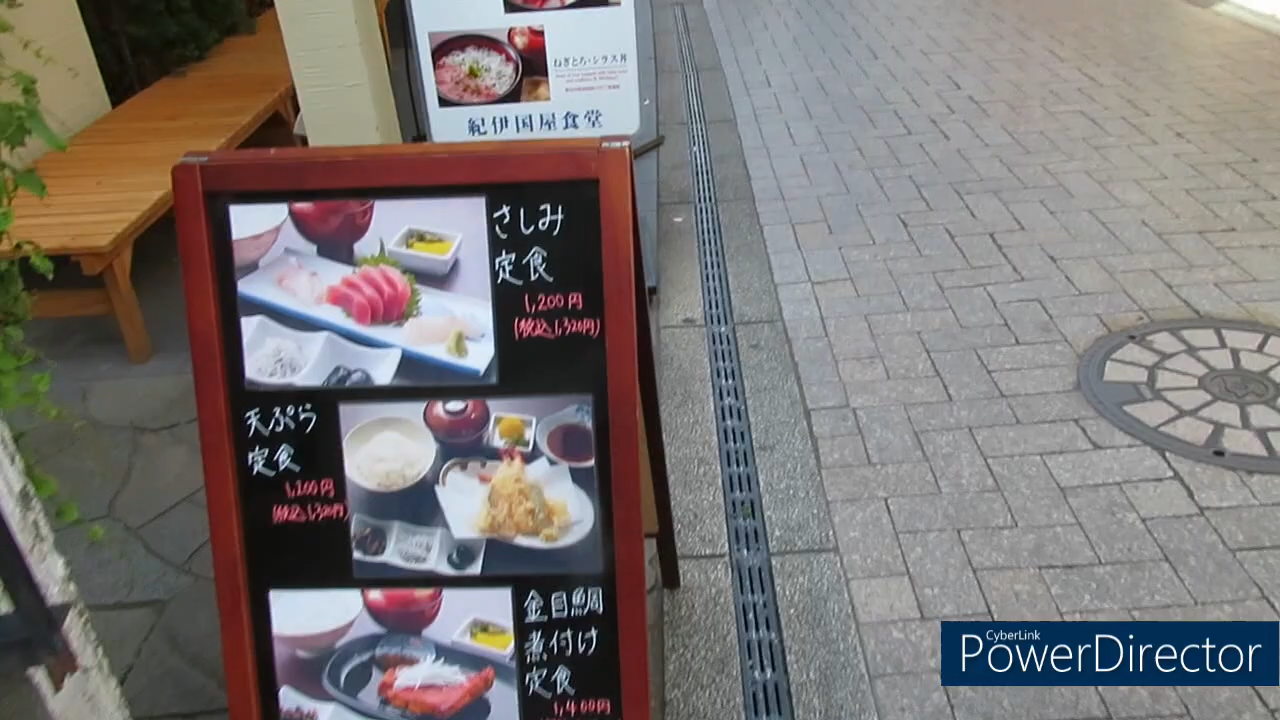 ねぎとろ・シラス丼
紀伊国屋食堂
さしみ
定食
1,200円
(税込1,320円)
天ぷら
定食
1,200円
(税込1,320円)
金目鯛
煮付け
定食
1,400円
CyberLink
PowerDirector